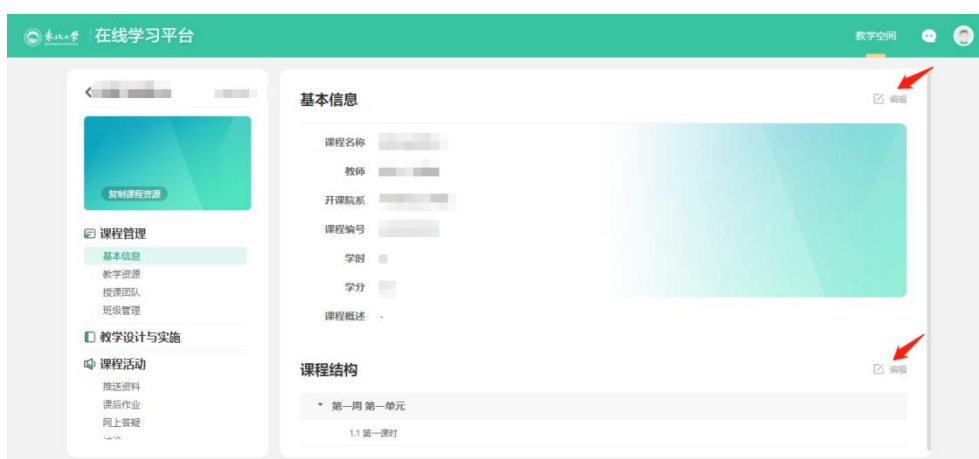 在线学习平台
教学空间
复制课程资源
课程管理
基本信息
教学资源
授课团队
班级管理
教学设计与实施
课程活动
推送资料
课后作业
网上答疑
基本信息
编辑
课程名称
教师
开课院系
课程编号
学时
学分
课程概述 -
课程结构
编辑
第一周 第一单元
1.1 第一课时